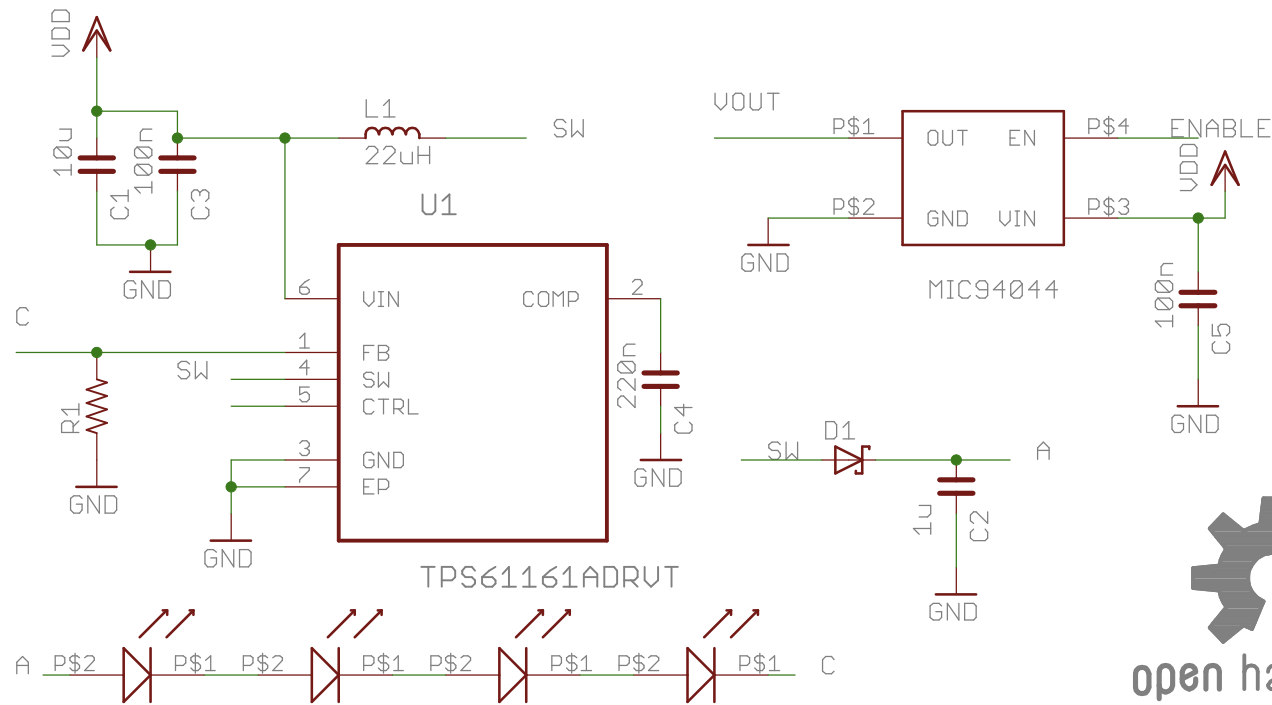 VDD
10u
C1
100n
C3
GND
L1
22uH
SW
U1
6
VIN
COMP
2
C
1
FB
SW
4
SW
5
CTRL
3
GND
7
EP
R1
GND
GND
220n
C4
GND
TPS61161ADRVT
VOUT
P$1
OUT
EN
P$4
ENABLE
VDD
P$2
GND
VIN
P$3
GND
MIC94044
100n
C5
GND
SW
D1
A
1u
C2
GND
A
P$2
P$1
P$2
P$1
P$2
P$1
P$2
P$1
C
open ha